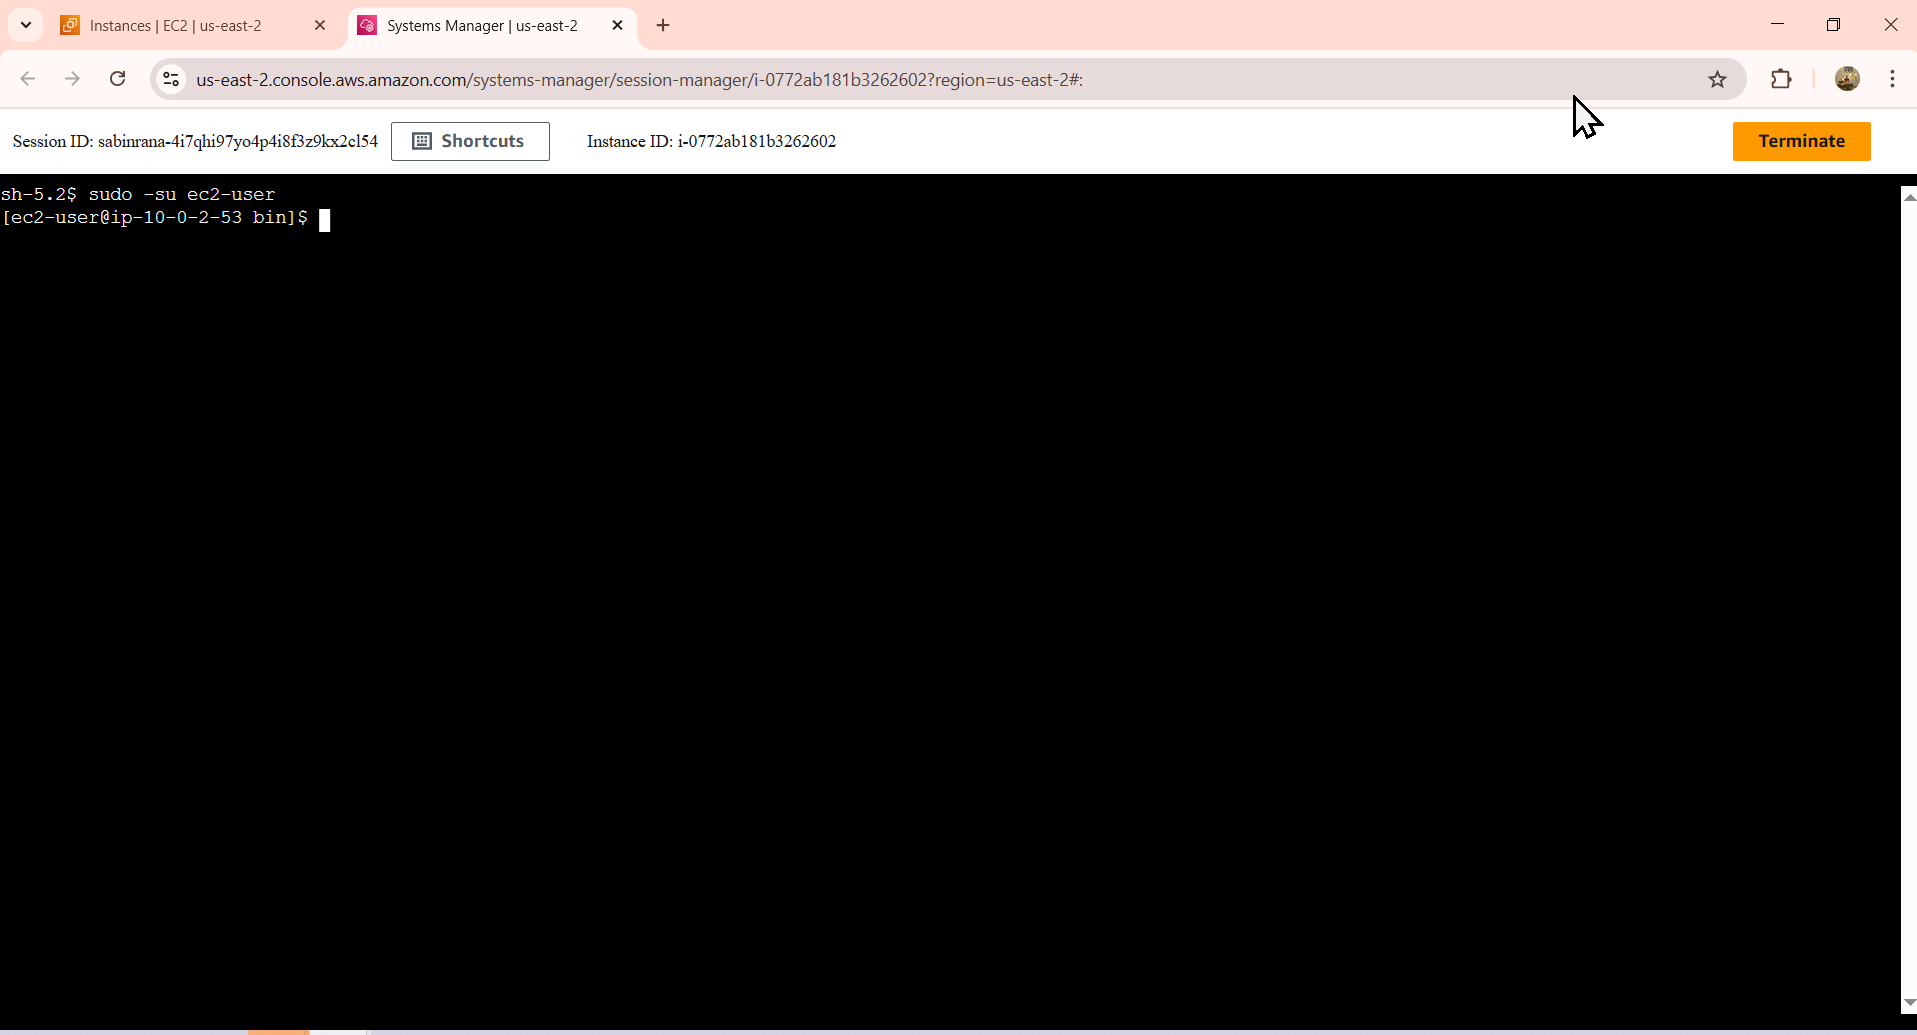 Instances | EC2 | us-east-2
Systems Manager | us-east-2
us-east-2.console.aws.amazon.com/systems-manager/session-manager/i-0772ab181b3262602?region=us-east-2#:
Session ID: sabinrana-4i7qhi97yo4p4i8f3z9kx2cl54
Shortcuts
Instance ID: i-0772ab181b3262602
Terminate
sh-5.2$ sudo -su ec2-user
[ec2-user@ip-10-0-2-53 bin]$